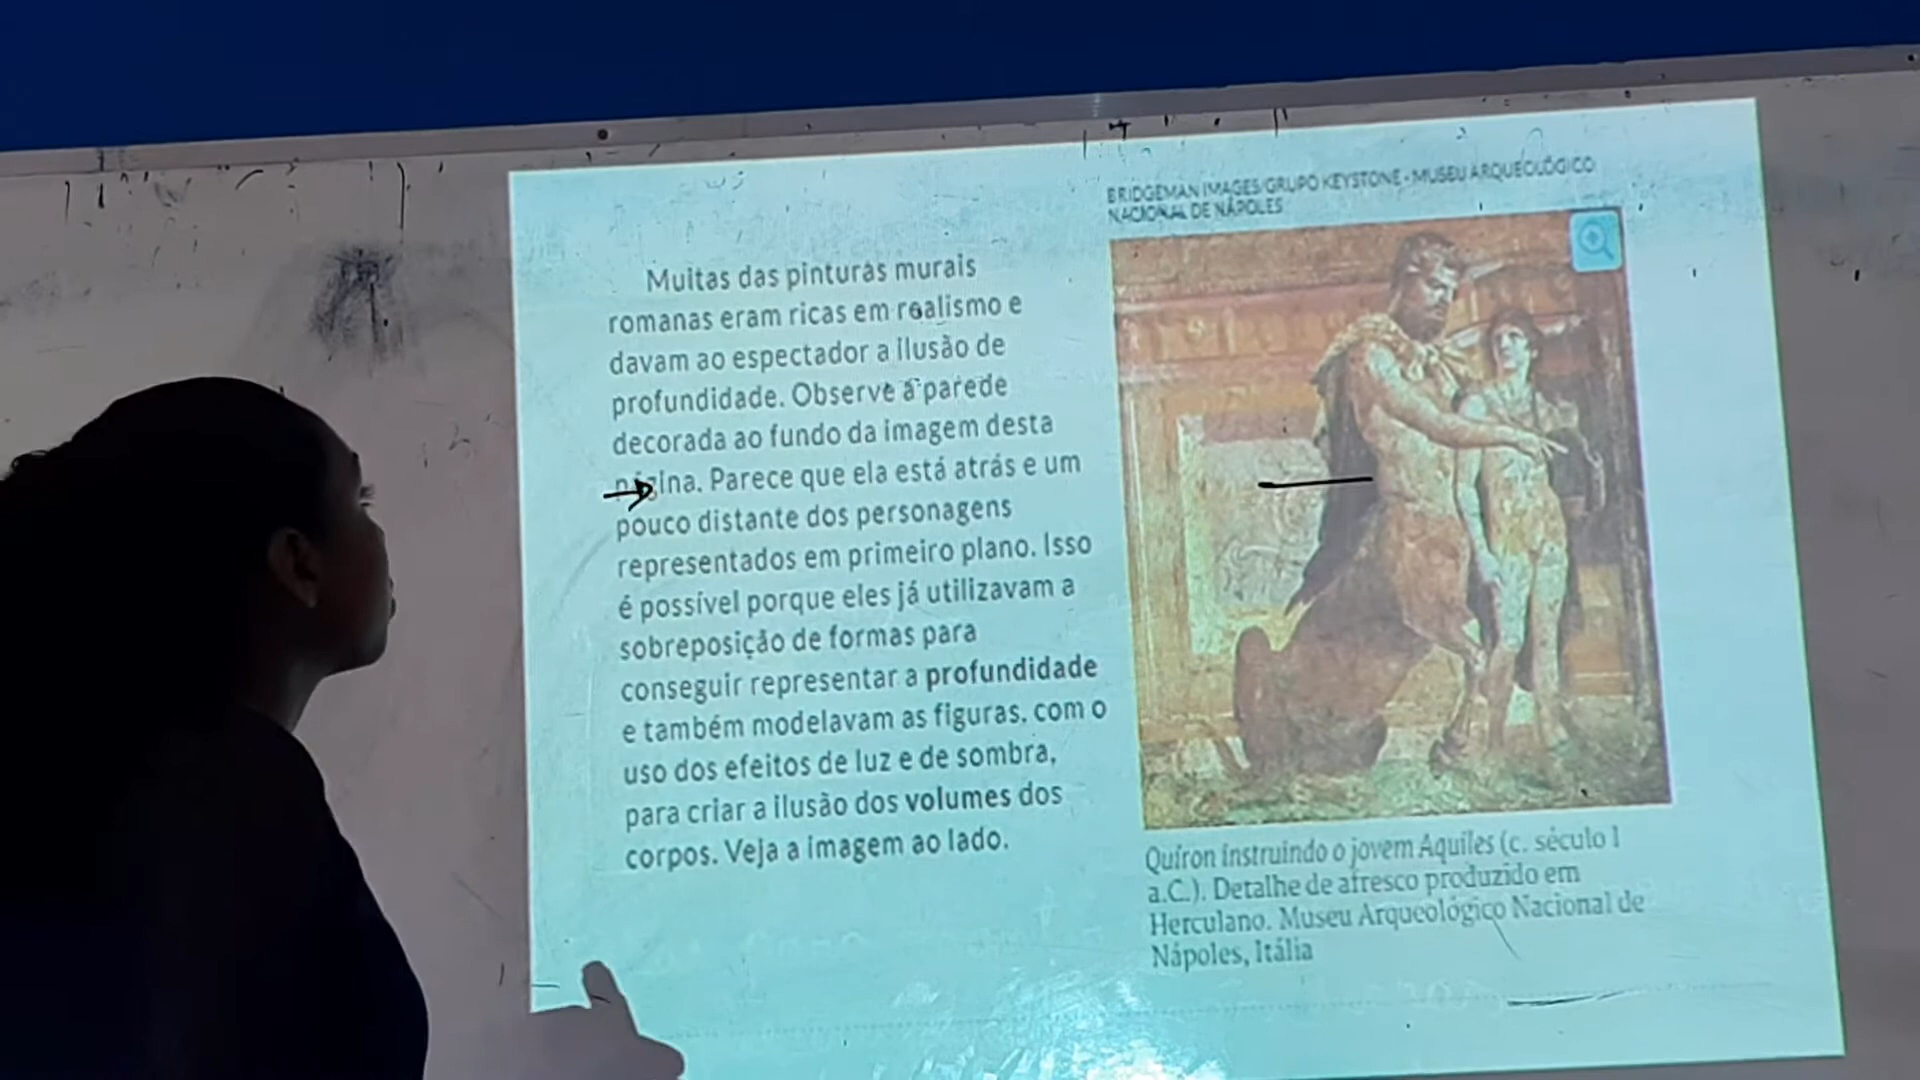 BRIDGEMAN IMAGES/GRUPO KEYSTONE - MUSEU ARQUEOLÓGICO
NACIONAL DE NÁPOLES
Muitas das pinturas murais
romanas eram ricas em realismo e
davam ao espectador a ilusão de
profundidade. Observe a parede
decorada ao fundo da imagem desta
página. Parece que ela está atrás e um
pouco distante dos personagens
representados em primeiro plano. Isso
é possível porque eles já utilizavam a
sobreposição de formas para
conseguir representar a profundidade
e também modelavam as figuras, com o
uso dos efeitos de luz e de sombra,
para criar a ilusão dos volumes dos
corpos. Veja a imagem ao lado.
Quíron instruindo o jovem Aquiles (c. século I
a.C.). Detalhe de afresco produzido em
Herculano. Museu Arqueológico Nacional de
Nápoles, Itália